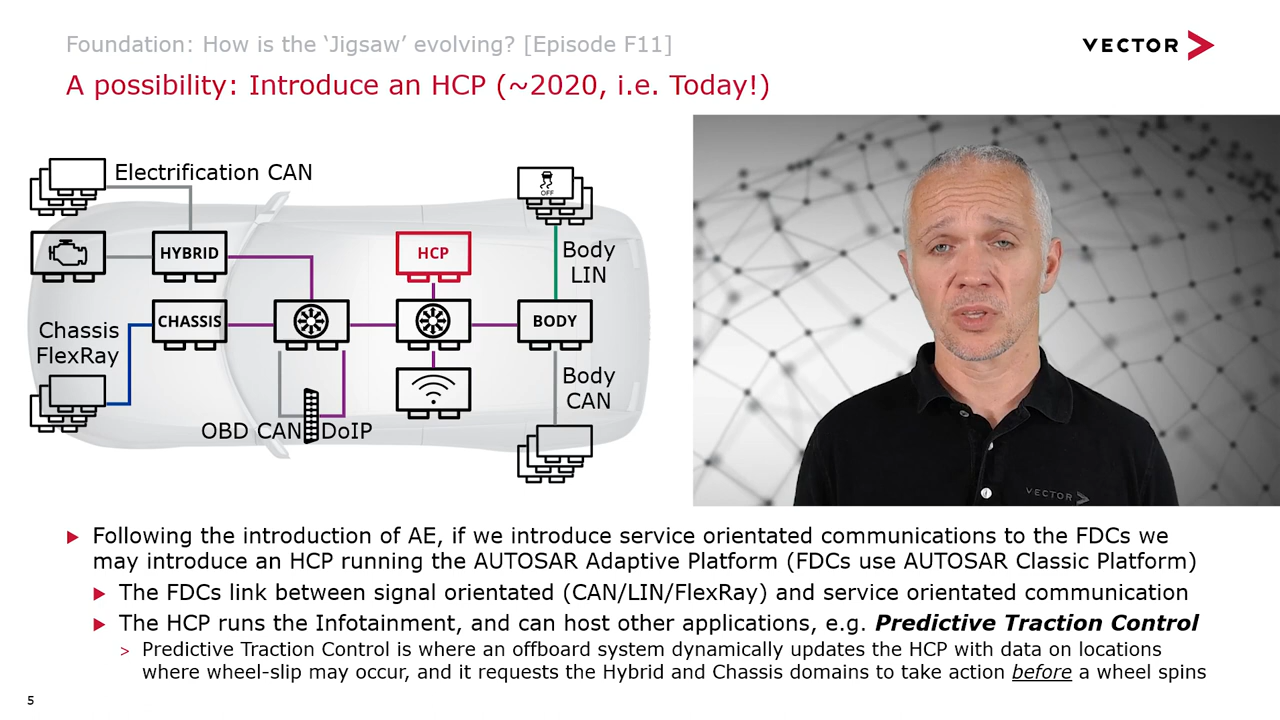 Foundation: How is the ‘Jigsaw’ evolving? [Episode F11]
VECTOR
A possibility: Introduce an HCP (~2020, i.e. Today!)
Electrification CAN
OFF
HYBRID
HCP
Body
LIN
CHASSIS
BODY
Chassis
FlexRay
Body
CAN
OBD CAN
DoIP
VECTOR
Following the introduction of AE, if we introduce service orientated communications to the FDCs we
may introduce an HCP running the AUTOSAR Adaptive Platform (FDCs use AUTOSAR Classic Platform)
The FDCs link between signal orientated (CAN/LIN/FlexRay) and service orientated communication
The HCP runs the Infotainment, and can host other applications, e.g. Predictive Traction Control
> Predictive Traction Control is where an offboard system dynamically updates the HCP with data on locations
where wheel-slip may occur, and it requests the Hybrid and Chassis domains to take action before a wheel spins
5